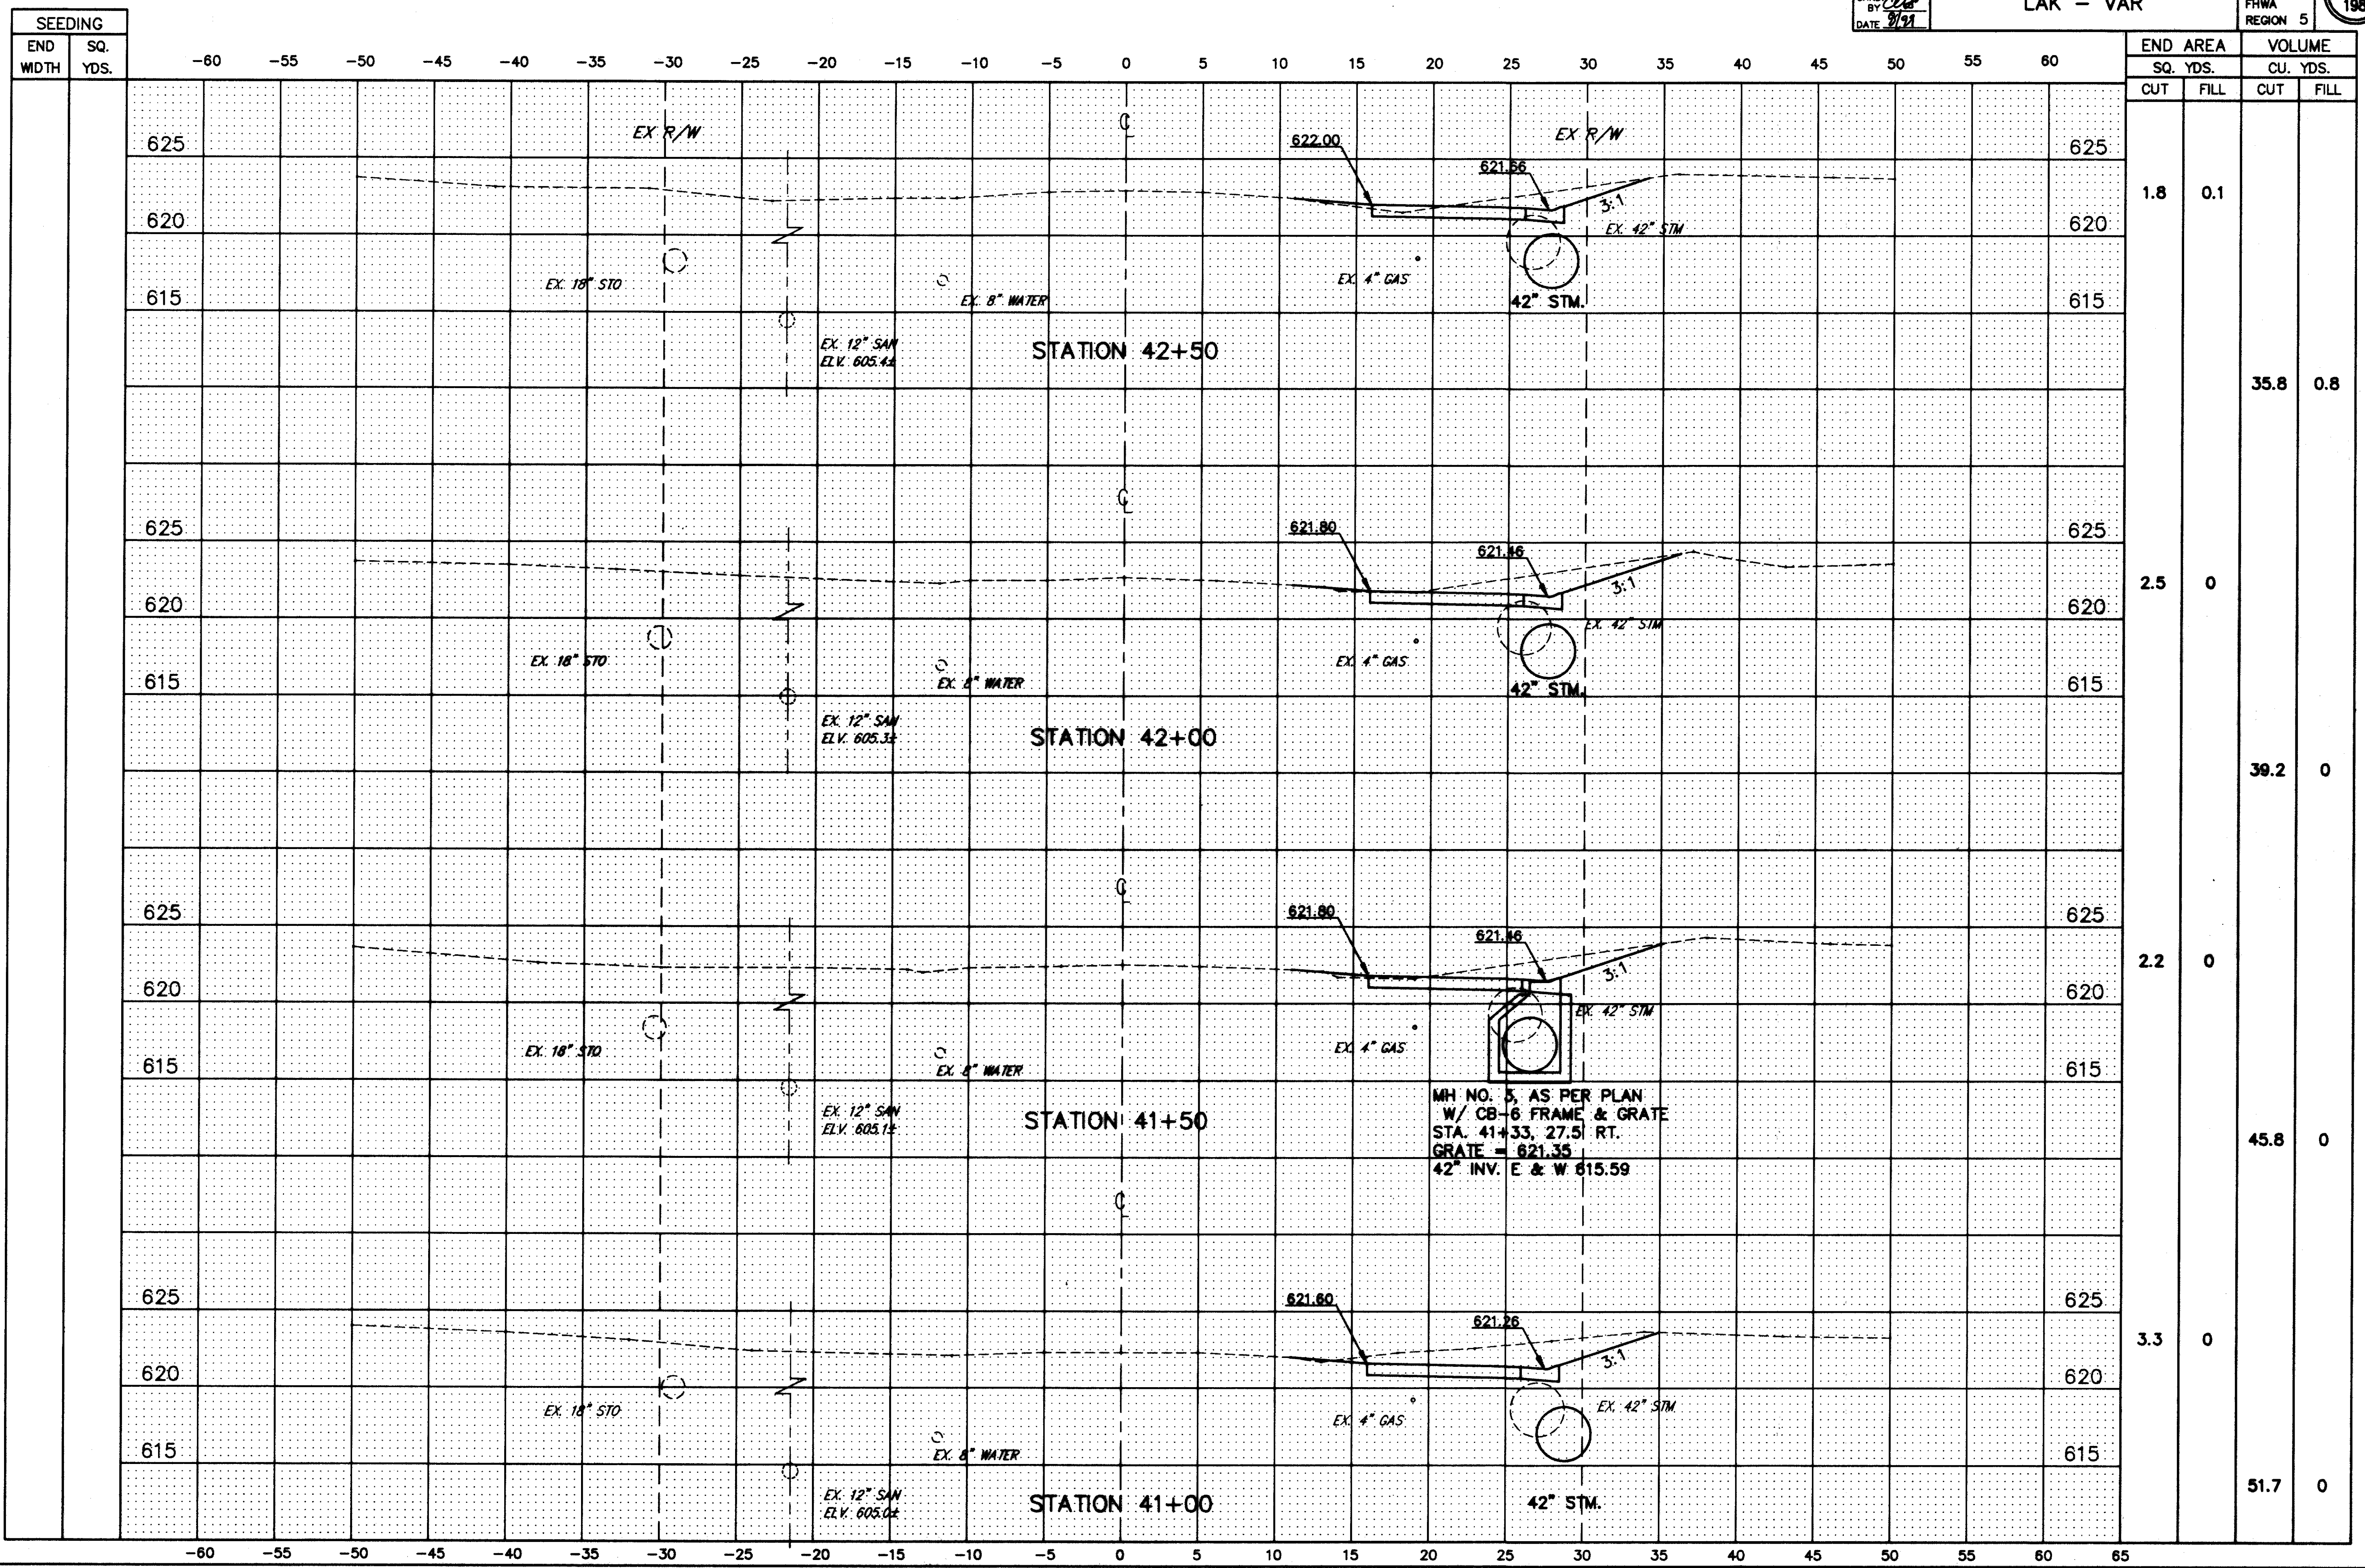 BY
DATE 9/91
LAK - VAR
FHWA
REGION 5
198
SEEDING
END WIDTH
SQ. YDS.
-60 -55 -50 -45 -40 -35 -30 -25 -20 -15 -10 -5 0 5 10 15 20 25 30 35 40 45 50 55 60
END AREA
VOLUME
SQ. YDS.
CU. YDS.
CUT FILL CUT FILL
EX R/W
℄
EX R/W
625
622.00
621.66
625
1.8 0.1
3:1
620
EX. 42" STM
620
EX. 18" STO
EX. 8" WATER
EX. 4" GAS
615
42" STM.
615
EX. 12" SAN
ELV. 605.4±
STATION 42+50
35.8 0.8
℄
625
621.80
621.46
625
2.5 0
3:1
620
EX. 42" STM
620
EX. 18" STO
EX. 8" WATER
EX. 4" GAS
615
42" STM.
615
EX. 12" SAN
ELV. 605.3±
STATION 42+00
39.2 0
℄
625
621.80
621.46
625
2.2 0
3:1
620
EX. 42" STM
620
EX. 18" STO
EX. 8" WATER
EX. 4" GAS
615
615
EX. 12" SAN
ELV. 605.1±
STATION 41+50
MH NO. 3, AS PER PLAN
W/ CB-6 FRAME & GRATE
STA. 41+33, 27.5' RT.
GRATE = 621.35
42" INV. E & W 615.59
45.8 0
℄
625
621.60
621.26
625
3.3 0
3:1
620
620
EX. 18" STO
EX. 8" WATER
EX. 4" GAS
EX. 42" STM
615
615
EX. 12" SAN
ELV. 605.0±
STATION 41+00
42" STM.
51.7 0
-60 -55 -50 -45 -40 -35 -30 -25 -20 -15 -10 -5 0 5 10 15 20 25 30 35 40 45 50 55 60 65